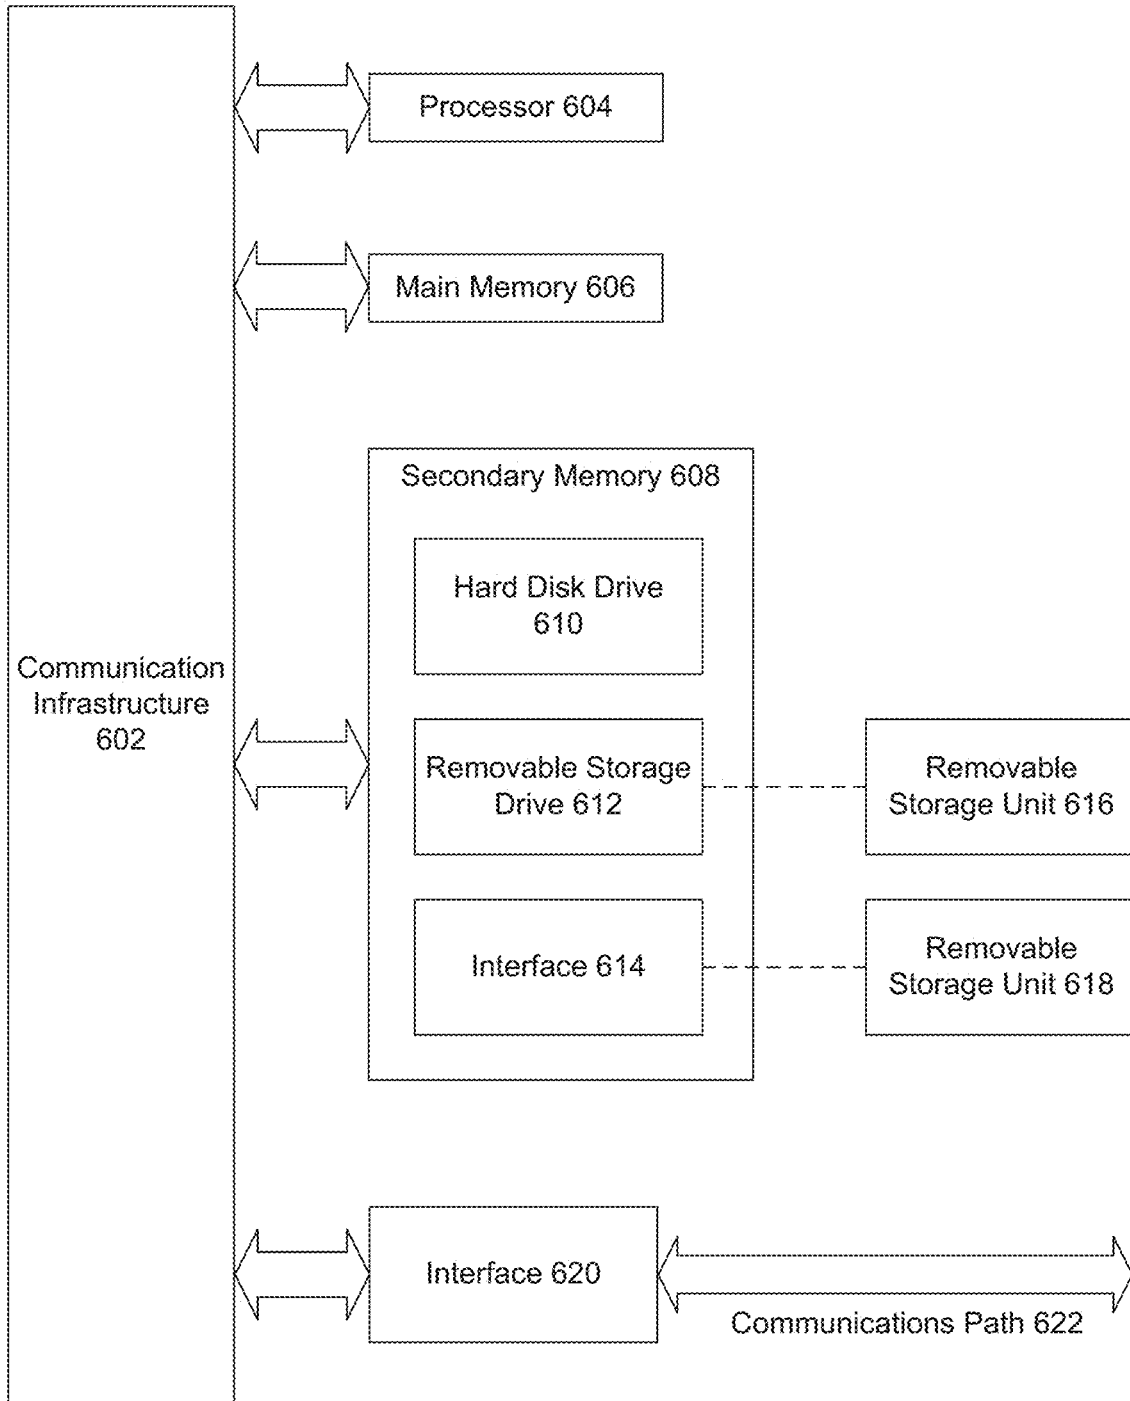 Processor 604
Main Memory 606
Secondary Memory 608
Hard Disk Drive
610
Communication
Infrastructure
602
Removable Storage
Drive 612
Removable
Storage Unit 616
Interface 614
Removable
Storage Unit 618
Interface 620
Communications Path 622